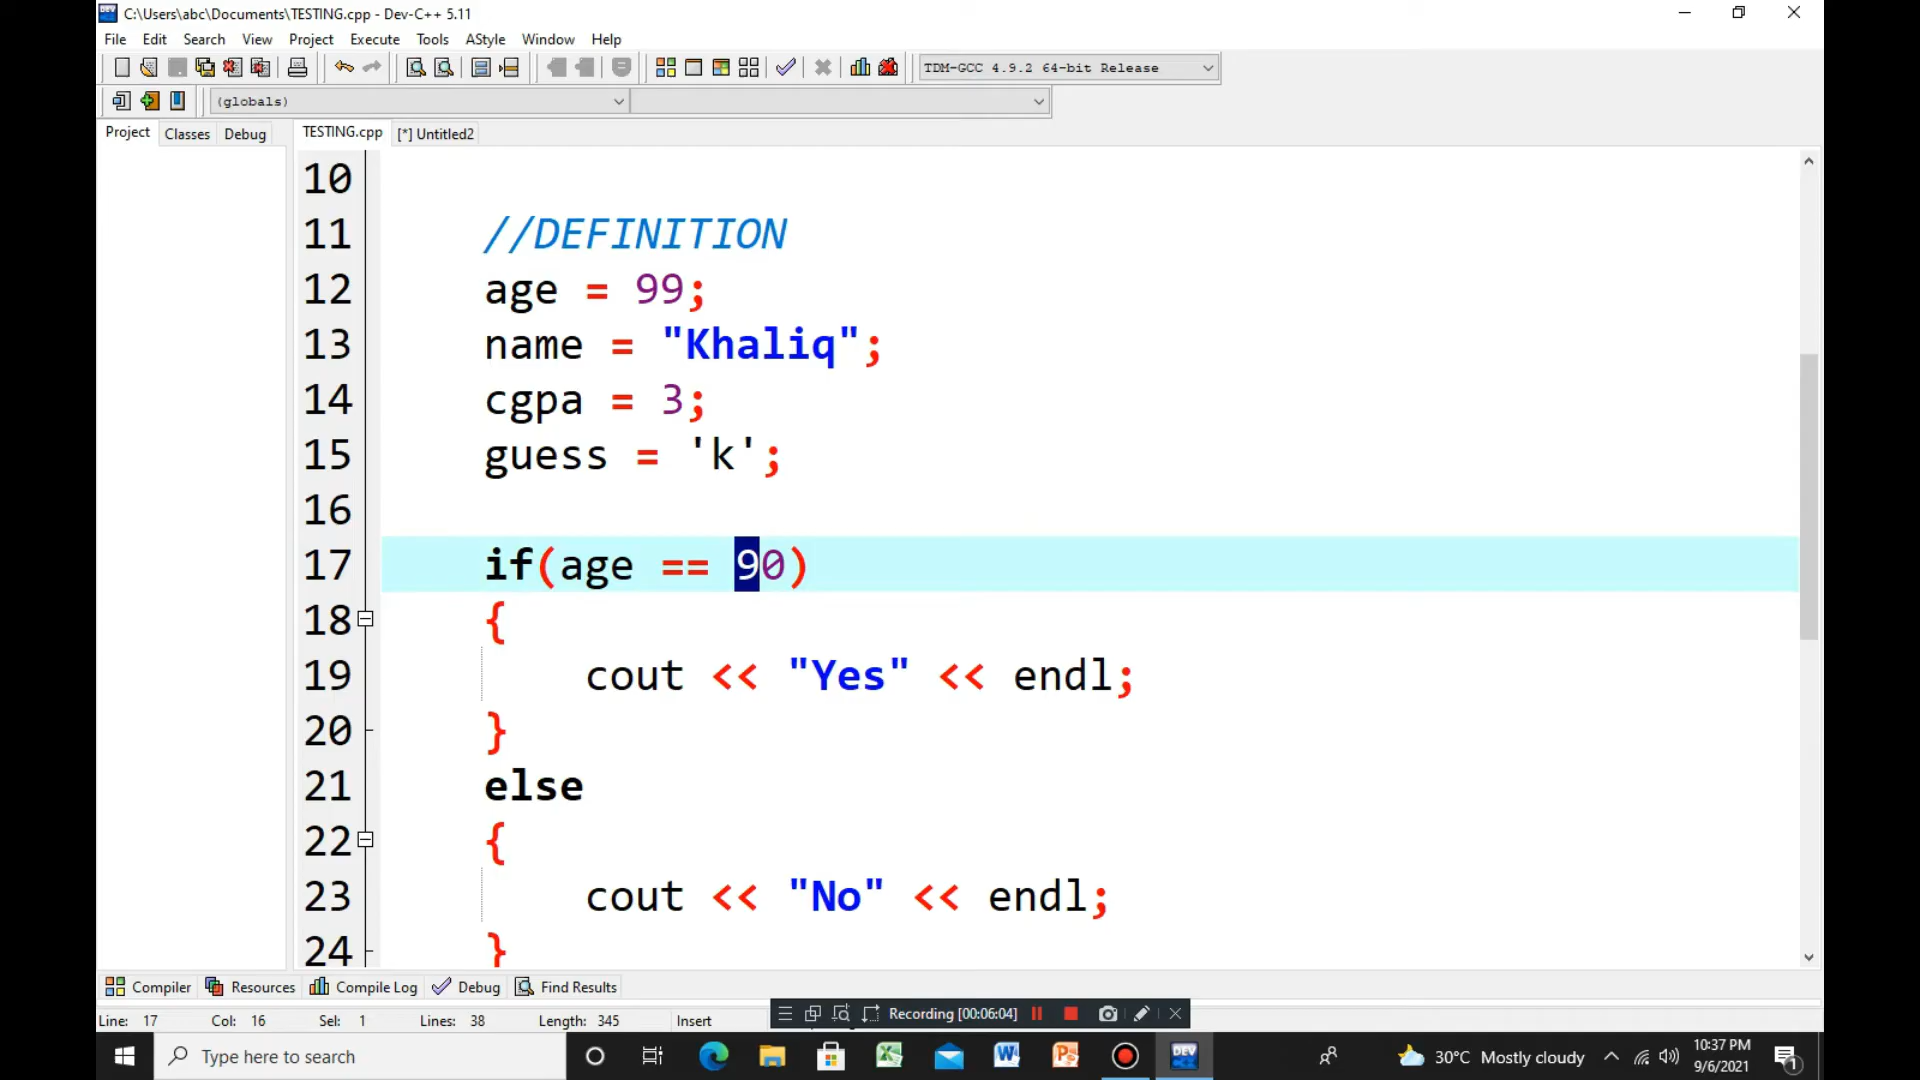 C:\Users\abc\Documents\TESTING.cpp - Dev-C++ 5.11
File Edit Search View Project Execute Tools AStyle Window Help
TDM-GCC 4.9.2 64-bit Release
(globals)
Project Classes Debug TESTING.cpp [*] Untitled2
10
11 //DEFINITION
12 age = 99;
13 name = "Khaliq";
14 cgpa = 3;
15 guess = 'k';
16
17 if(age == 90)
18 {
19 cout << "Yes" << endl;
20 }
21 else
22 {
23 cout << "No" << endl;
24 }
Compiler Resources Compile Log Debug Find Results
Line: 17 Col: 16 Sel: 1 Lines: 38 Length: 345 Insert
Recording [00:06:04]
Type here to search
DEV
30°C Mostly cloudy
10:37 PM
9/6/2021
1